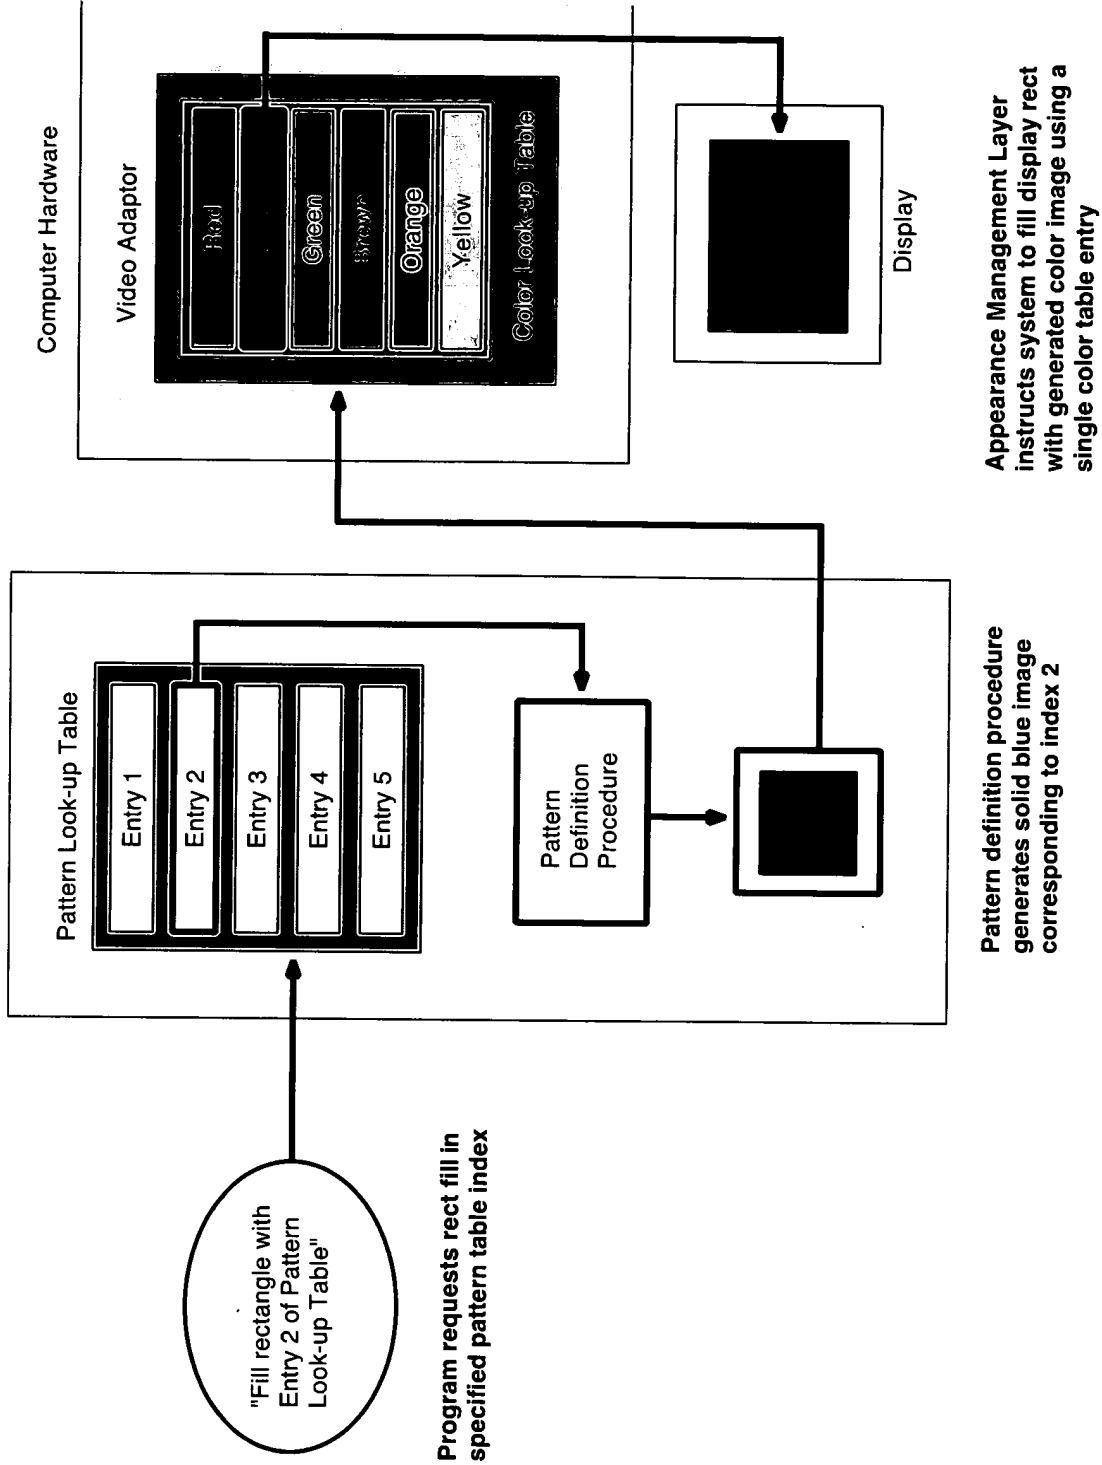 "Fill rectangle with
Entry 2 of Pattern
Look-up Table"
Program requests rect fill in
specified pattern table index
Pattern Look-up Table
Entry 1
Entry 2
Entry 3
Entry 4
Entry 5
Pattern
Definition
Procedure
Pattern definition procedure
generates solid blue image
corresponding to index 2
Computer Hardware
Video Adaptor
Red
Green
Brown
Orange
Yellow
Color Look-up Table
Display
Appearance Management Layer
instructs system to fill display rect
with generated color image using a
single color table entry